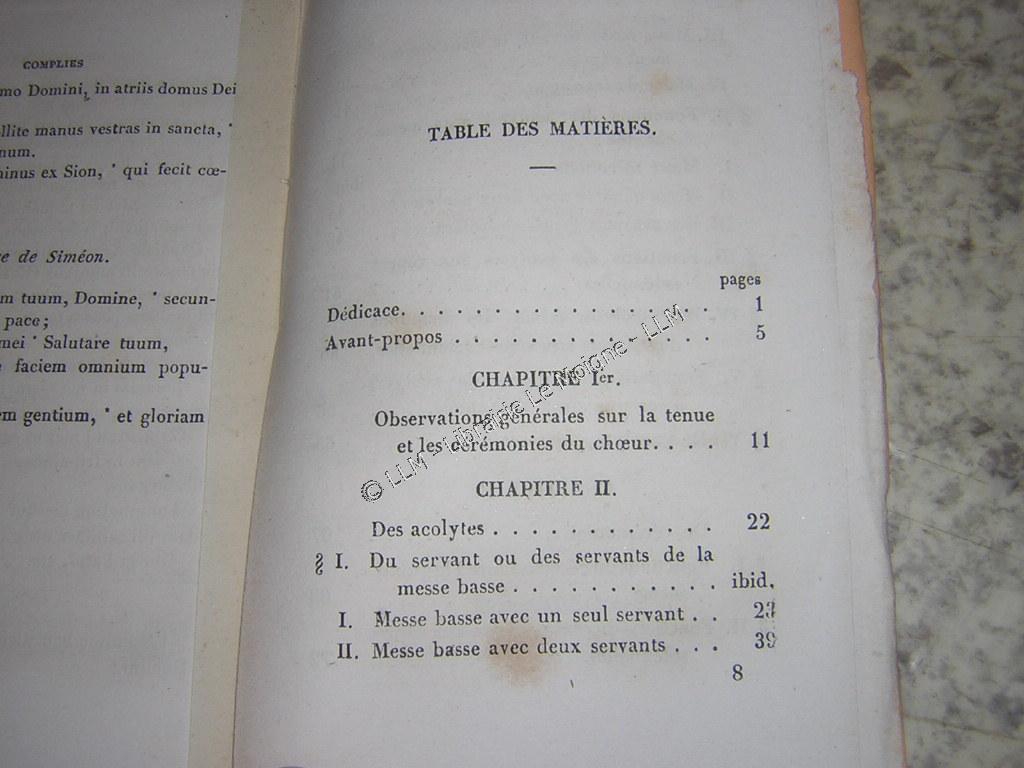 COMPLIES
mo Domini, in atriis domus Dei
llite manus vestras in sancta, *
num.
inus ex Sion, * qui fecit cœ-
e de Siméon.
m tuum, Domine, * secun-
pace;
mei * Salutare tuum,
faciem omnium popu-
em gentium, * et gloriam
TABLE DES MATIÈRES.
pages
Dédicace. . . . . . . . . . . . . . . . . 1
Avant-propos . . . . . . . . . . . . . . 5
CHAPITRE Ier.
Observations générales sur la tenue
et les cérémonies du chœur. . . . 11
CHAPITRE II.
Des acolytes . . . . . . . . . . . . 22
§ I. Du servant ou des servants de la
messe basse . . . . . . . . . . . ibid.
I. Messe basse avec un seul servant . . 23
II. Messe basse avec deux servants . . . 39
8
© LLM - Librairie Le Moigne - LLM